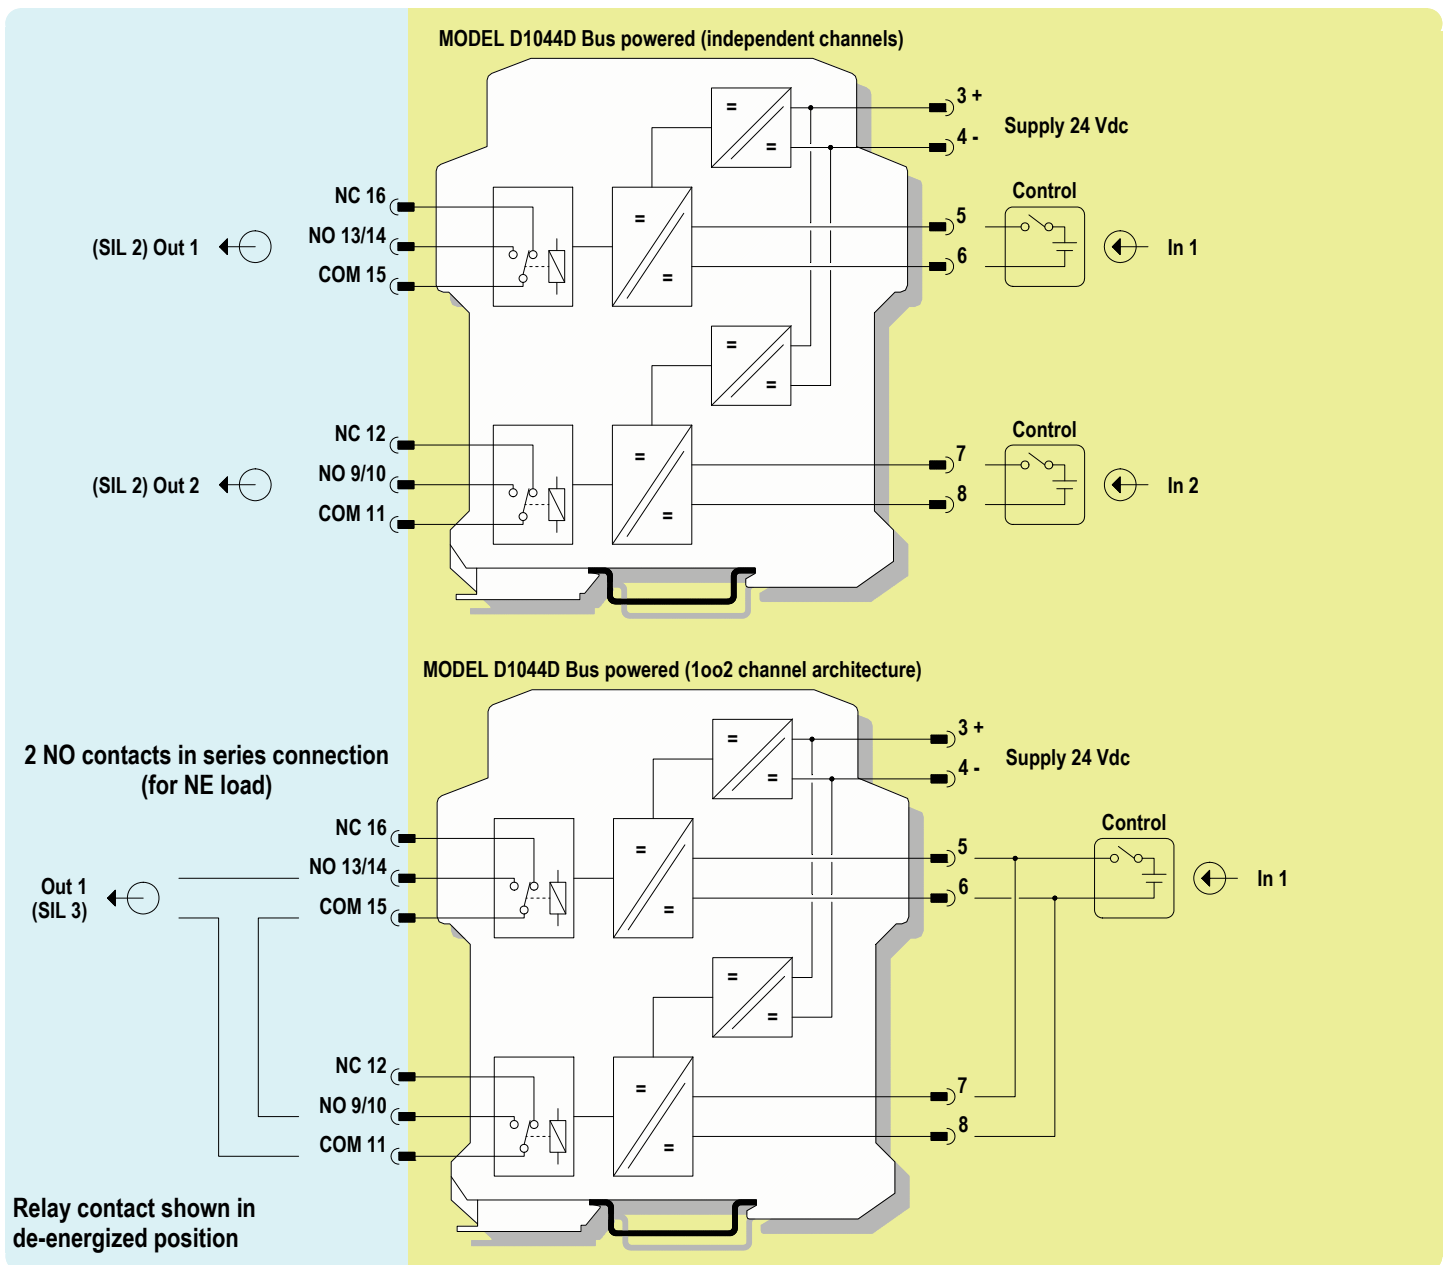 MODEL D1044D Bus powered (independent channels)
3 +
4 -
Supply 24 Vdc
NC 16
NO 13/14
COM 15
(SIL 2) Out 1
5
6
Control
In 1
NC 12
NO 9/10
COM 11
(SIL 2) Out 2
7
8
Control
In 2
MODEL D1044D Bus powered (1oo2 channel architecture)
3 +
4 -
Supply 24 Vdc
2 NO contacts in series connection
(for NE load)
NC 16
NO 13/14
COM 15
Out 1
(SIL 3)
5
6
Control
In 1
NC 12
NO 9/10
COM 11
7
8
Relay contact shown in
de-energized position